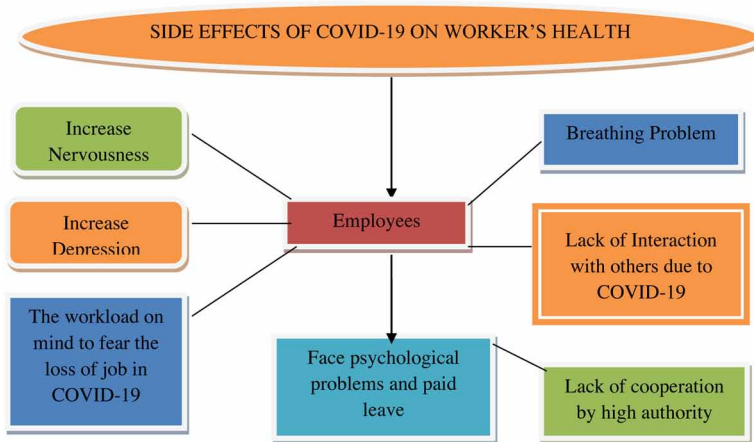 SIDE EFFECTS OF COVID-19 ON WORKER'S HEALTH
Increase
Nervousness
Breathing Problem
Increase
Depression
Employees
Lack of Interaction
with others due to
COVID-19
The workload on
mind to fear the
loss of job in
COVID-19
Face psychological
problems and paid
leave
Lack of cooperation
by high authority